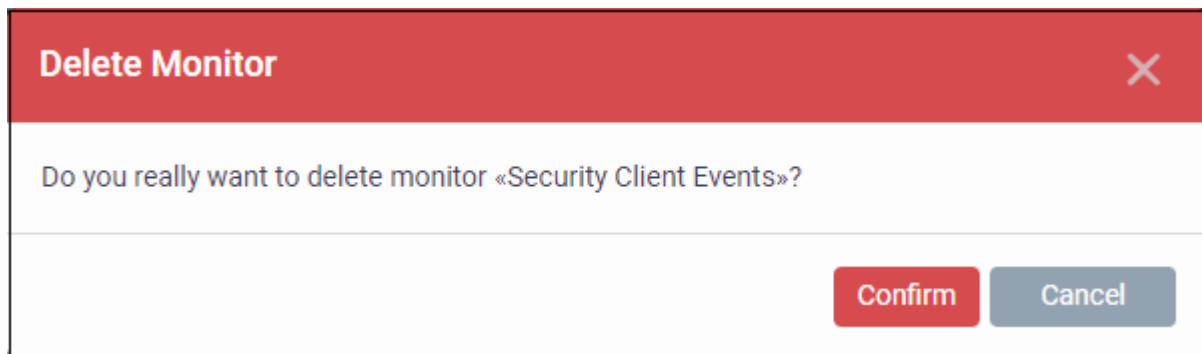 Delete Monitor
Do you really want to delete monitor «Security Client Events»?
Confirm Cancel